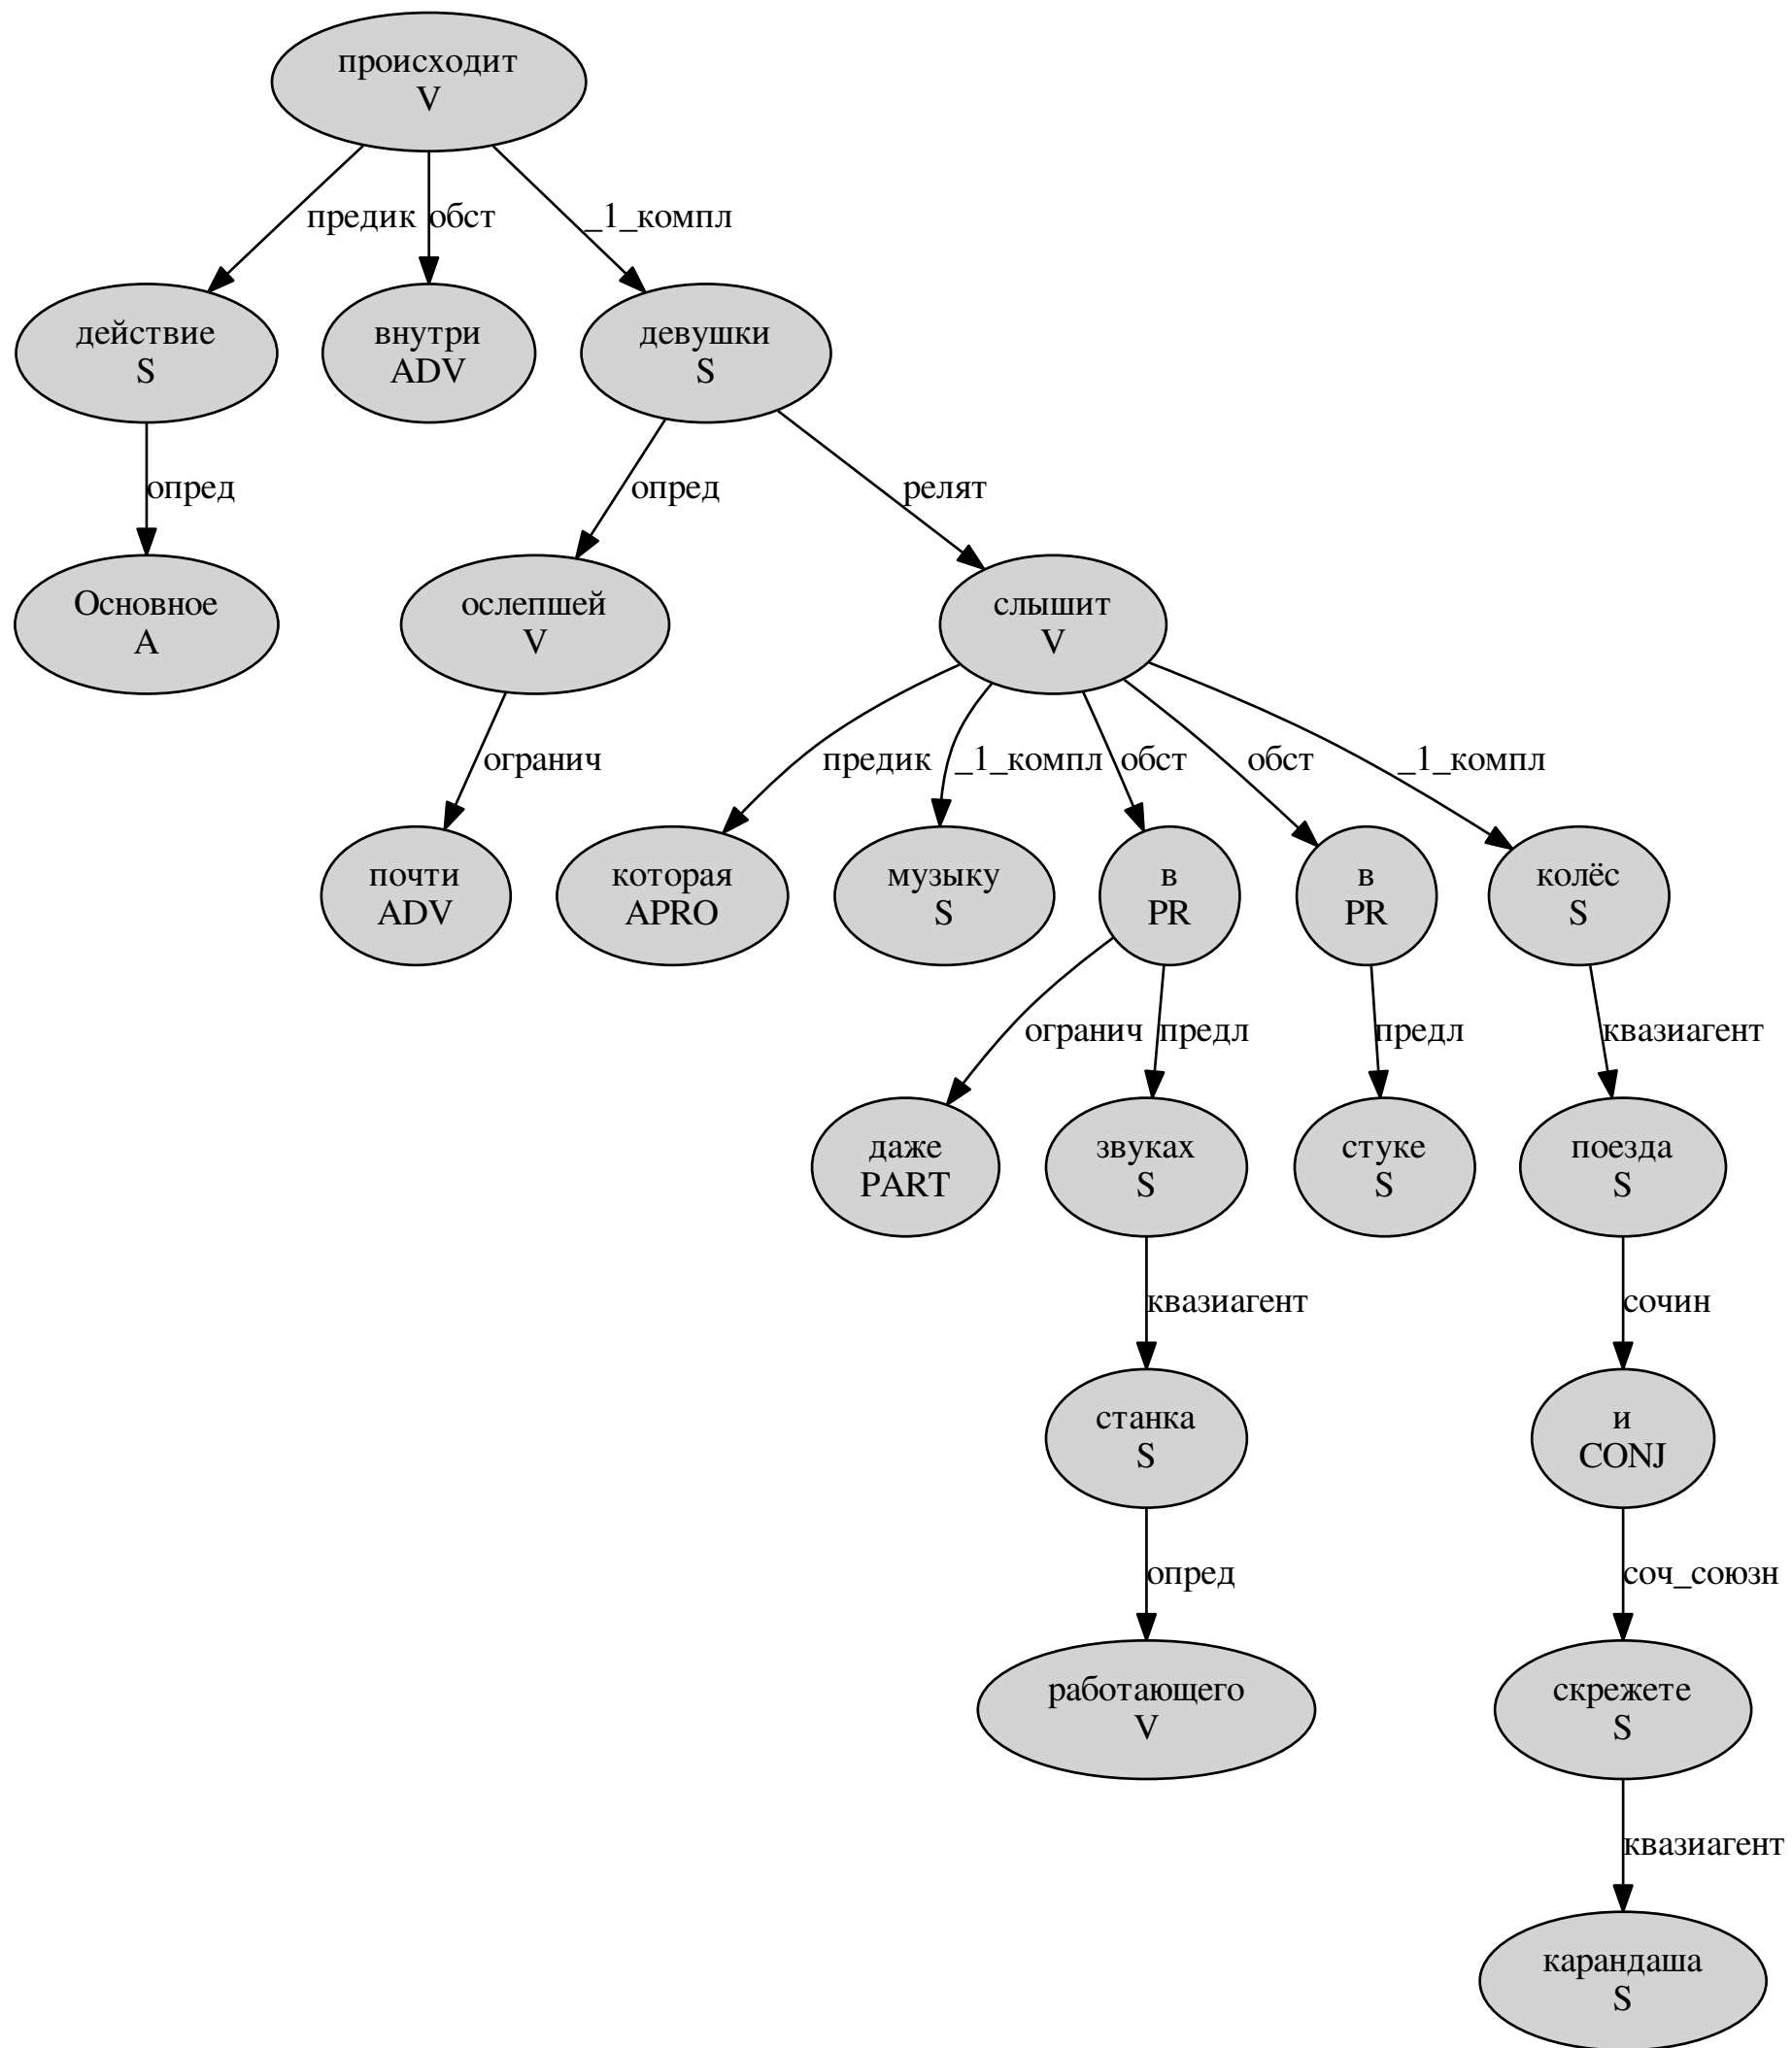 происходит
V
предик обст _1_компл
действие
S
внутри
ADV
девушки
S
опред опред релят
Основное
A
ослепшей
V
слышит
V
огранич предик _1_компл обст обст _1_компл
почти
ADV
которая
APRO
музыку
S
в
PR
в
PR
колёс
S
огранич предл предл квазиагент
даже
PART
звуках
S
стуке
S
поезда
S
квазиагент сочин
станка
S
и
CONJ
опред соч_союзн
работающего
V
скрежете
S
квазиагент
карандаша
S